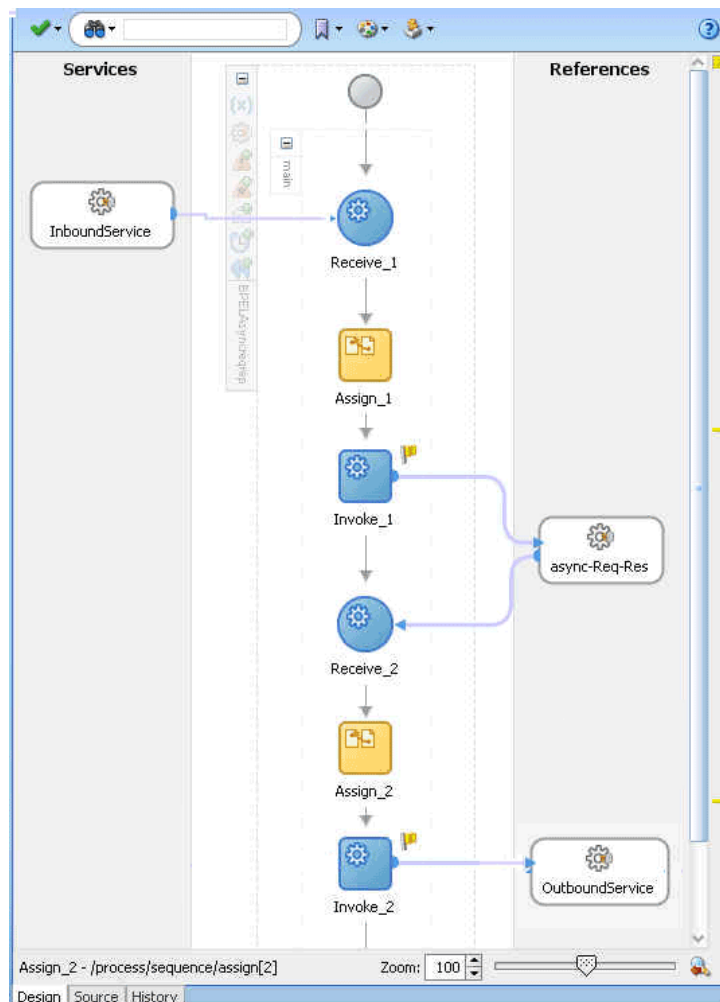 Services
References
main
InboundService
Receive_1
Assign_1
Invoke_1
async-Req-Res
Receive_2
Assign_2
Invoke_2
OutboundService
Assign_2 - /process/sequence/assign[2]
Zoom: 100
Design Source History